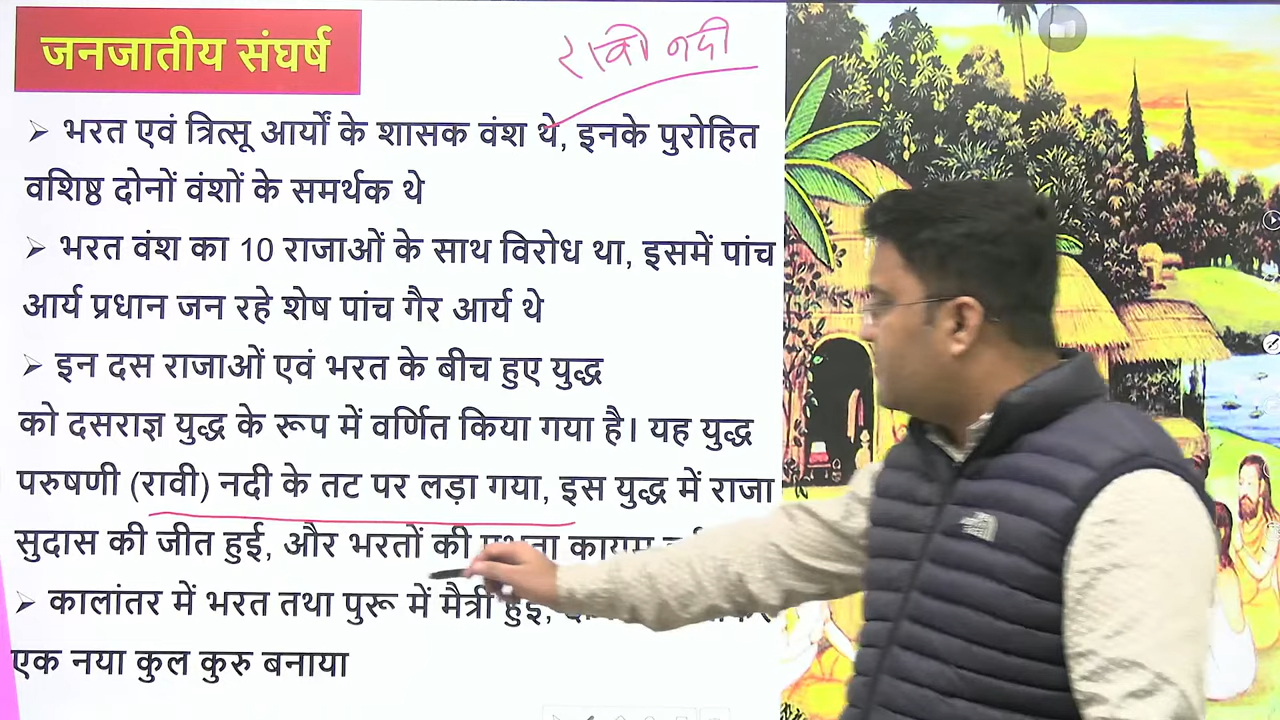 जनजातीय संघर्ष
रावी नदी
➢ भरत एवं त्रित्सू आर्यों के शासक वंश थे, इनके पुरोहित
वशिष्ठ दोनों वंशों के समर्थक थे
➢ भरत वंश का 10 राजाओं के साथ विरोध था, इसमें पांच
आर्य प्रधान जन रहे शेष पांच गैर आर्य थे
➢ इन दस राजाओं एवं भरत के बीच हुए युद्ध
को दसराज्ञ युद्ध के रूप में वर्णित किया गया है। यह युद्ध
परुषणी (रावी) नदी के तट पर लड़ा गया, इस युद्ध में राजा
सुदास की जीत हुई, और भरतों की कायम
➢ कालांतर में भरत तथा पुरू में मैत्री हुई,
एक नया कुल कुरु बनाया